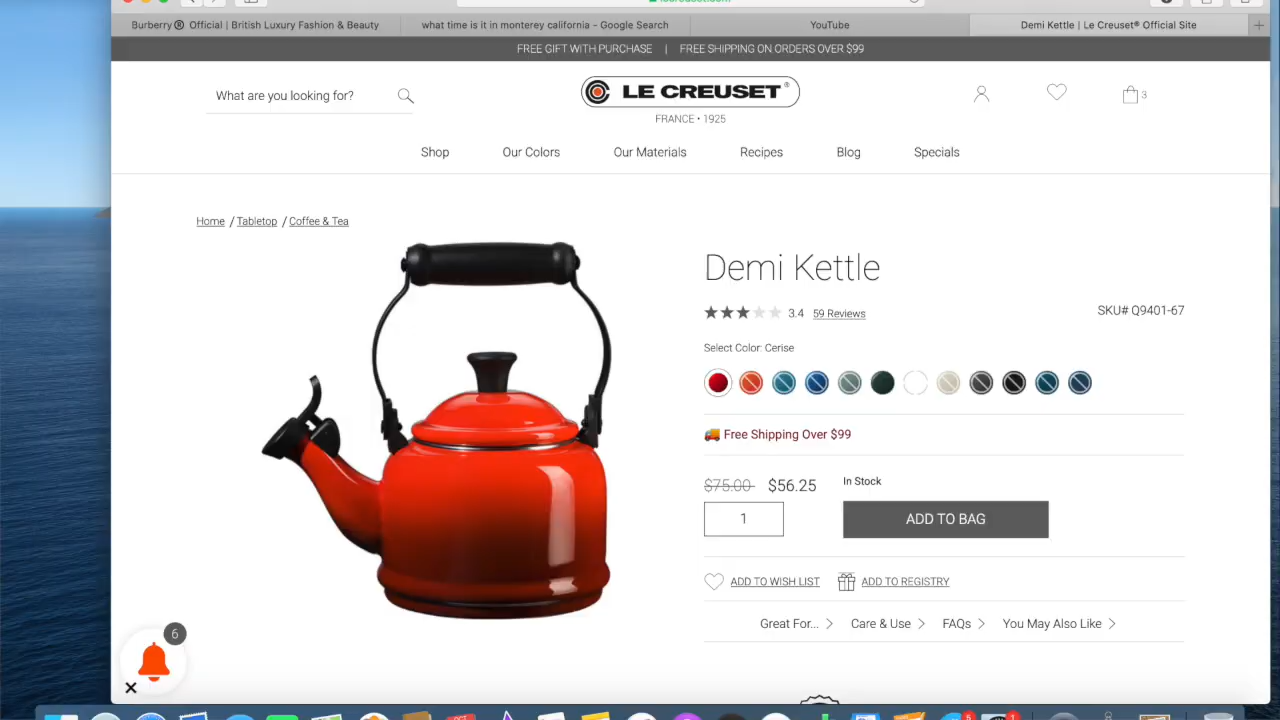 Burberry® Official | British Luxury Fashion & Beauty
what time is it in monterey california - Google Search
YouTube
Demi Kettle | Le Creuset® Official Site
FREE GIFT WITH PURCHASE | FREE SHIPPING ON ORDERS OVER $99
What are you looking for?
LE CREUSET®
3
FRANCE • 1925
Shop
Our Colors
Our Materials
Recipes
Blog
Specials
Home / Tabletop / Coffee & Tea
Demi Kettle
3.4 59 Reviews
SKU# Q9401-67
Select Color: Cerise
Free Shipping Over $99
$75.00 $56.25
In Stock
1
ADD TO BAG
ADD TO WISH LIST
ADD TO REGISTRY
Great For...
Care & Use
FAQs
You May Also Like
6